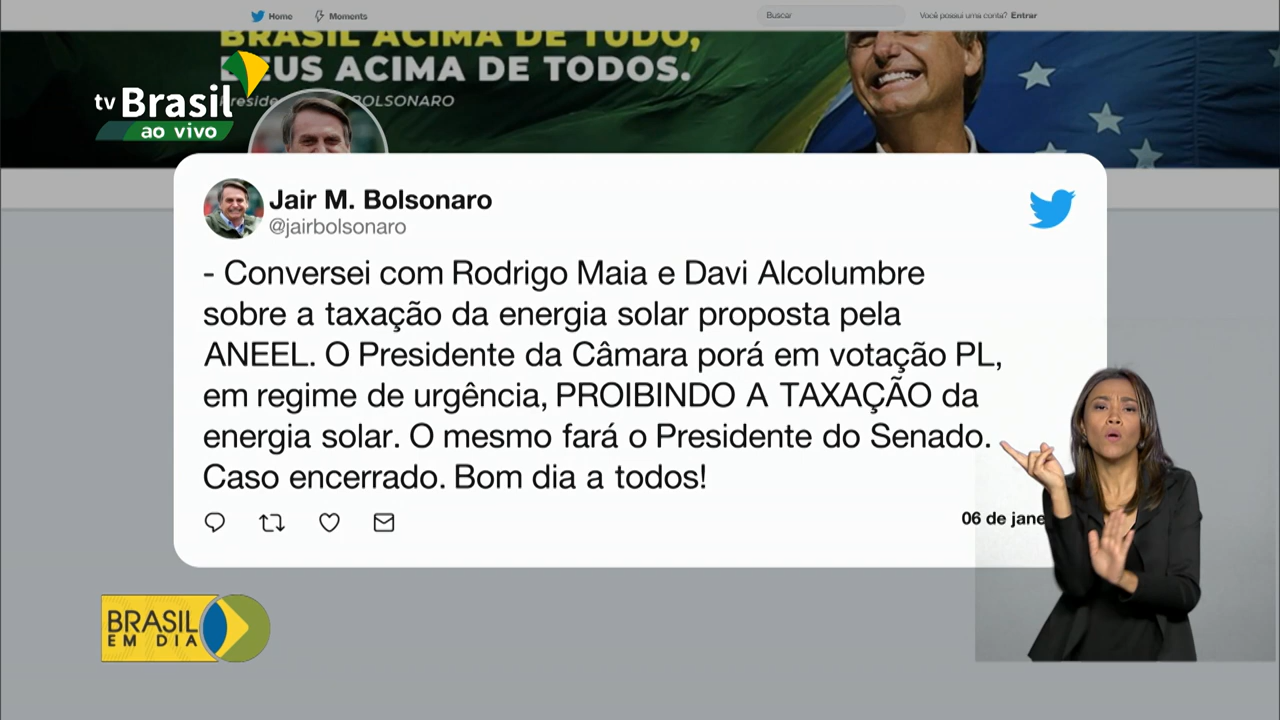 Home Moments Buscar Você possui uma conta? Entrar
BRASIL ACIMA DE TUDO,
DEUS ACIMA DE TODOS.
BOLSONARO
tv Brasil
ao vivo
Jair M. Bolsonaro
@jairbolsonaro
- Conversei com Rodrigo Maia e Davi Alcolumbre
sobre a taxação da energia solar proposta pela
ANEEL. O Presidente da Câmara porá em votação PL,
em regime de urgência, PROIBINDO A TAXAÇÃO da
energia solar. O mesmo fará o Presidente do Senado.
Caso encerrado. Bom dia a todos!
06 de jane
BRASIL
EM DIA